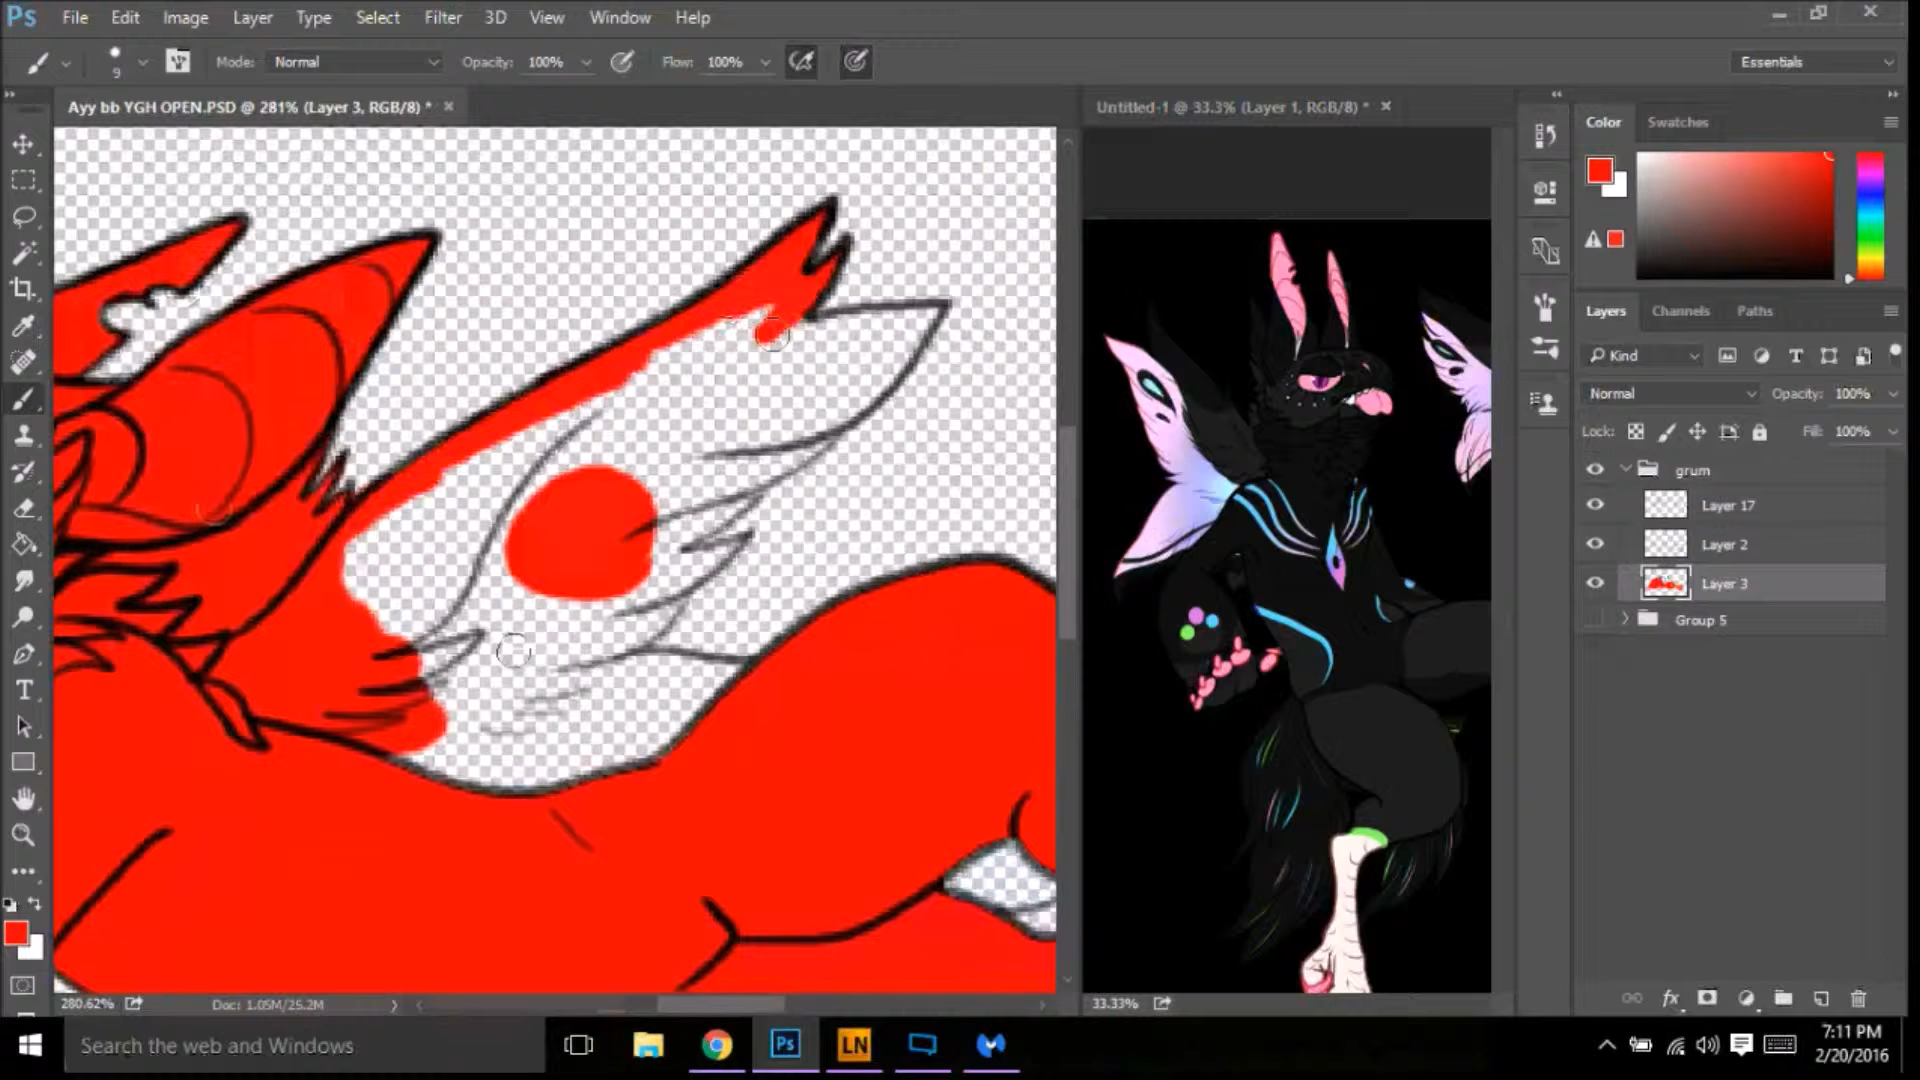 Ps File Edit Image Layer Type Select Filter 3D View Window Help
9 Mode: Normal Opacity: 100% Flow: 100% Essentials
Ayy bb YGH OPEN.PSD @ 281% (Layer 3, RGB/8) * Untitled-1 @ 33.3% (Layer 1, RGB/8) *
Color Swatches
Layers Channels Paths
Kind
Normal Opacity: 100%
Lock: Fill: 100%
grum
Layer 17
Layer 2
Layer 3
Group 5
280.62% Doc: 1.05M/25.2M 33.33%
fx
Search the web and Windows Ps LN 7:11 PM
2/20/2016